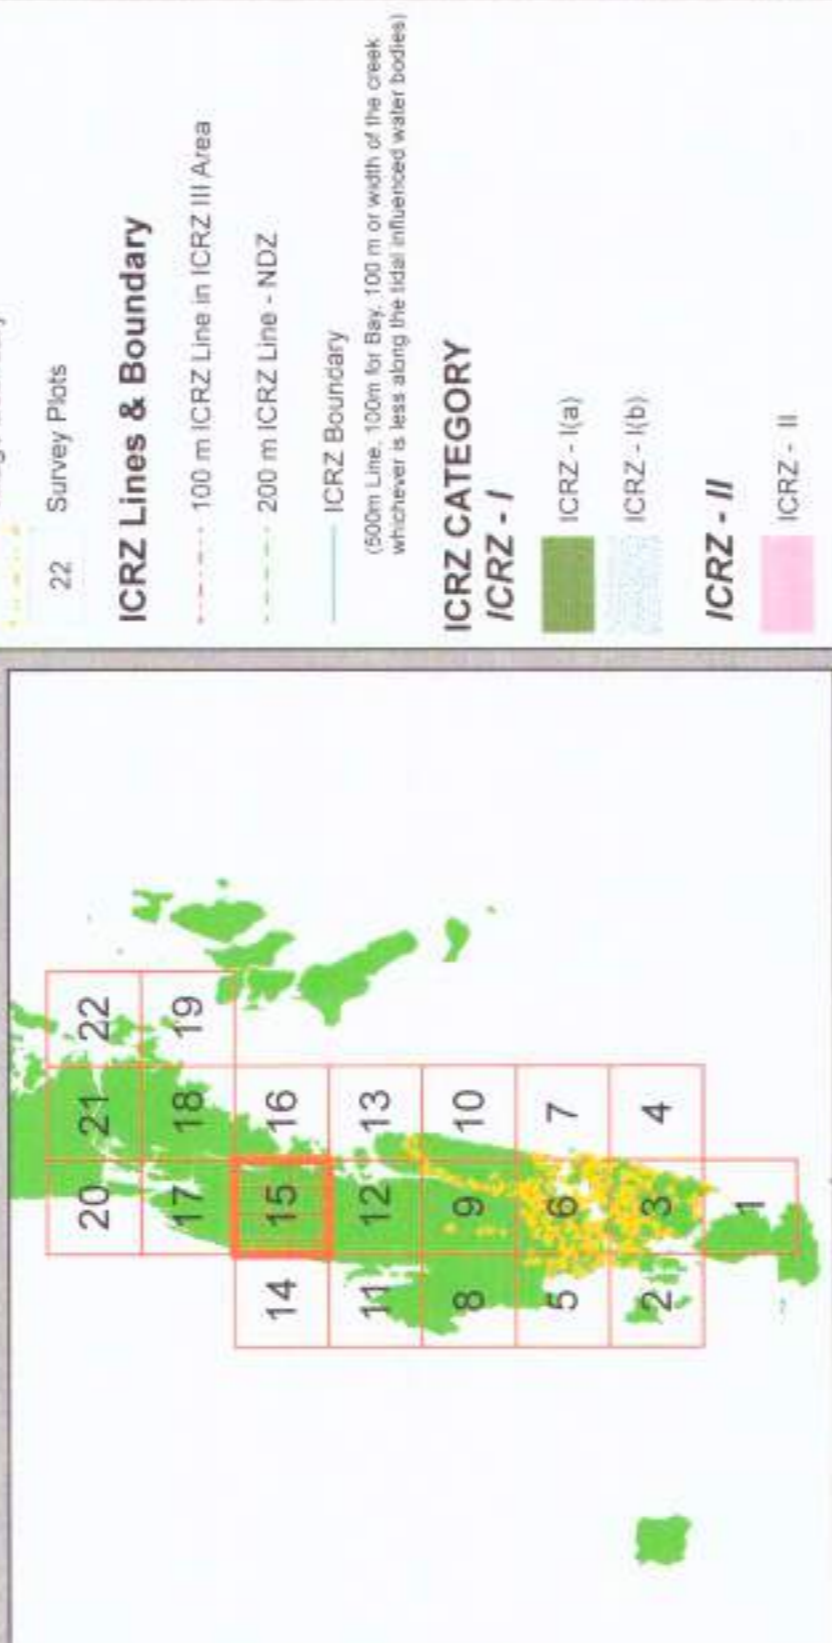 22 Survey Plots
ICRZ Lines & Boundary
100 m ICRZ Line in ICRZ III Area
200 m ICRZ Line - NDZ
ICRZ Boundary
(500m Line, 100m for Bay, 100 m or width of the creek
whichever is less along the tidal influenced water bodies)
ICRZ CATEGORY
ICRZ - I
ICRZ - I(a)
ICRZ - I(b)
ICRZ - II
ICRZ - II
20 21 22
17 18 19
14 15 16
11 12 13
8 9 10
5 6 7
2 3 4
1